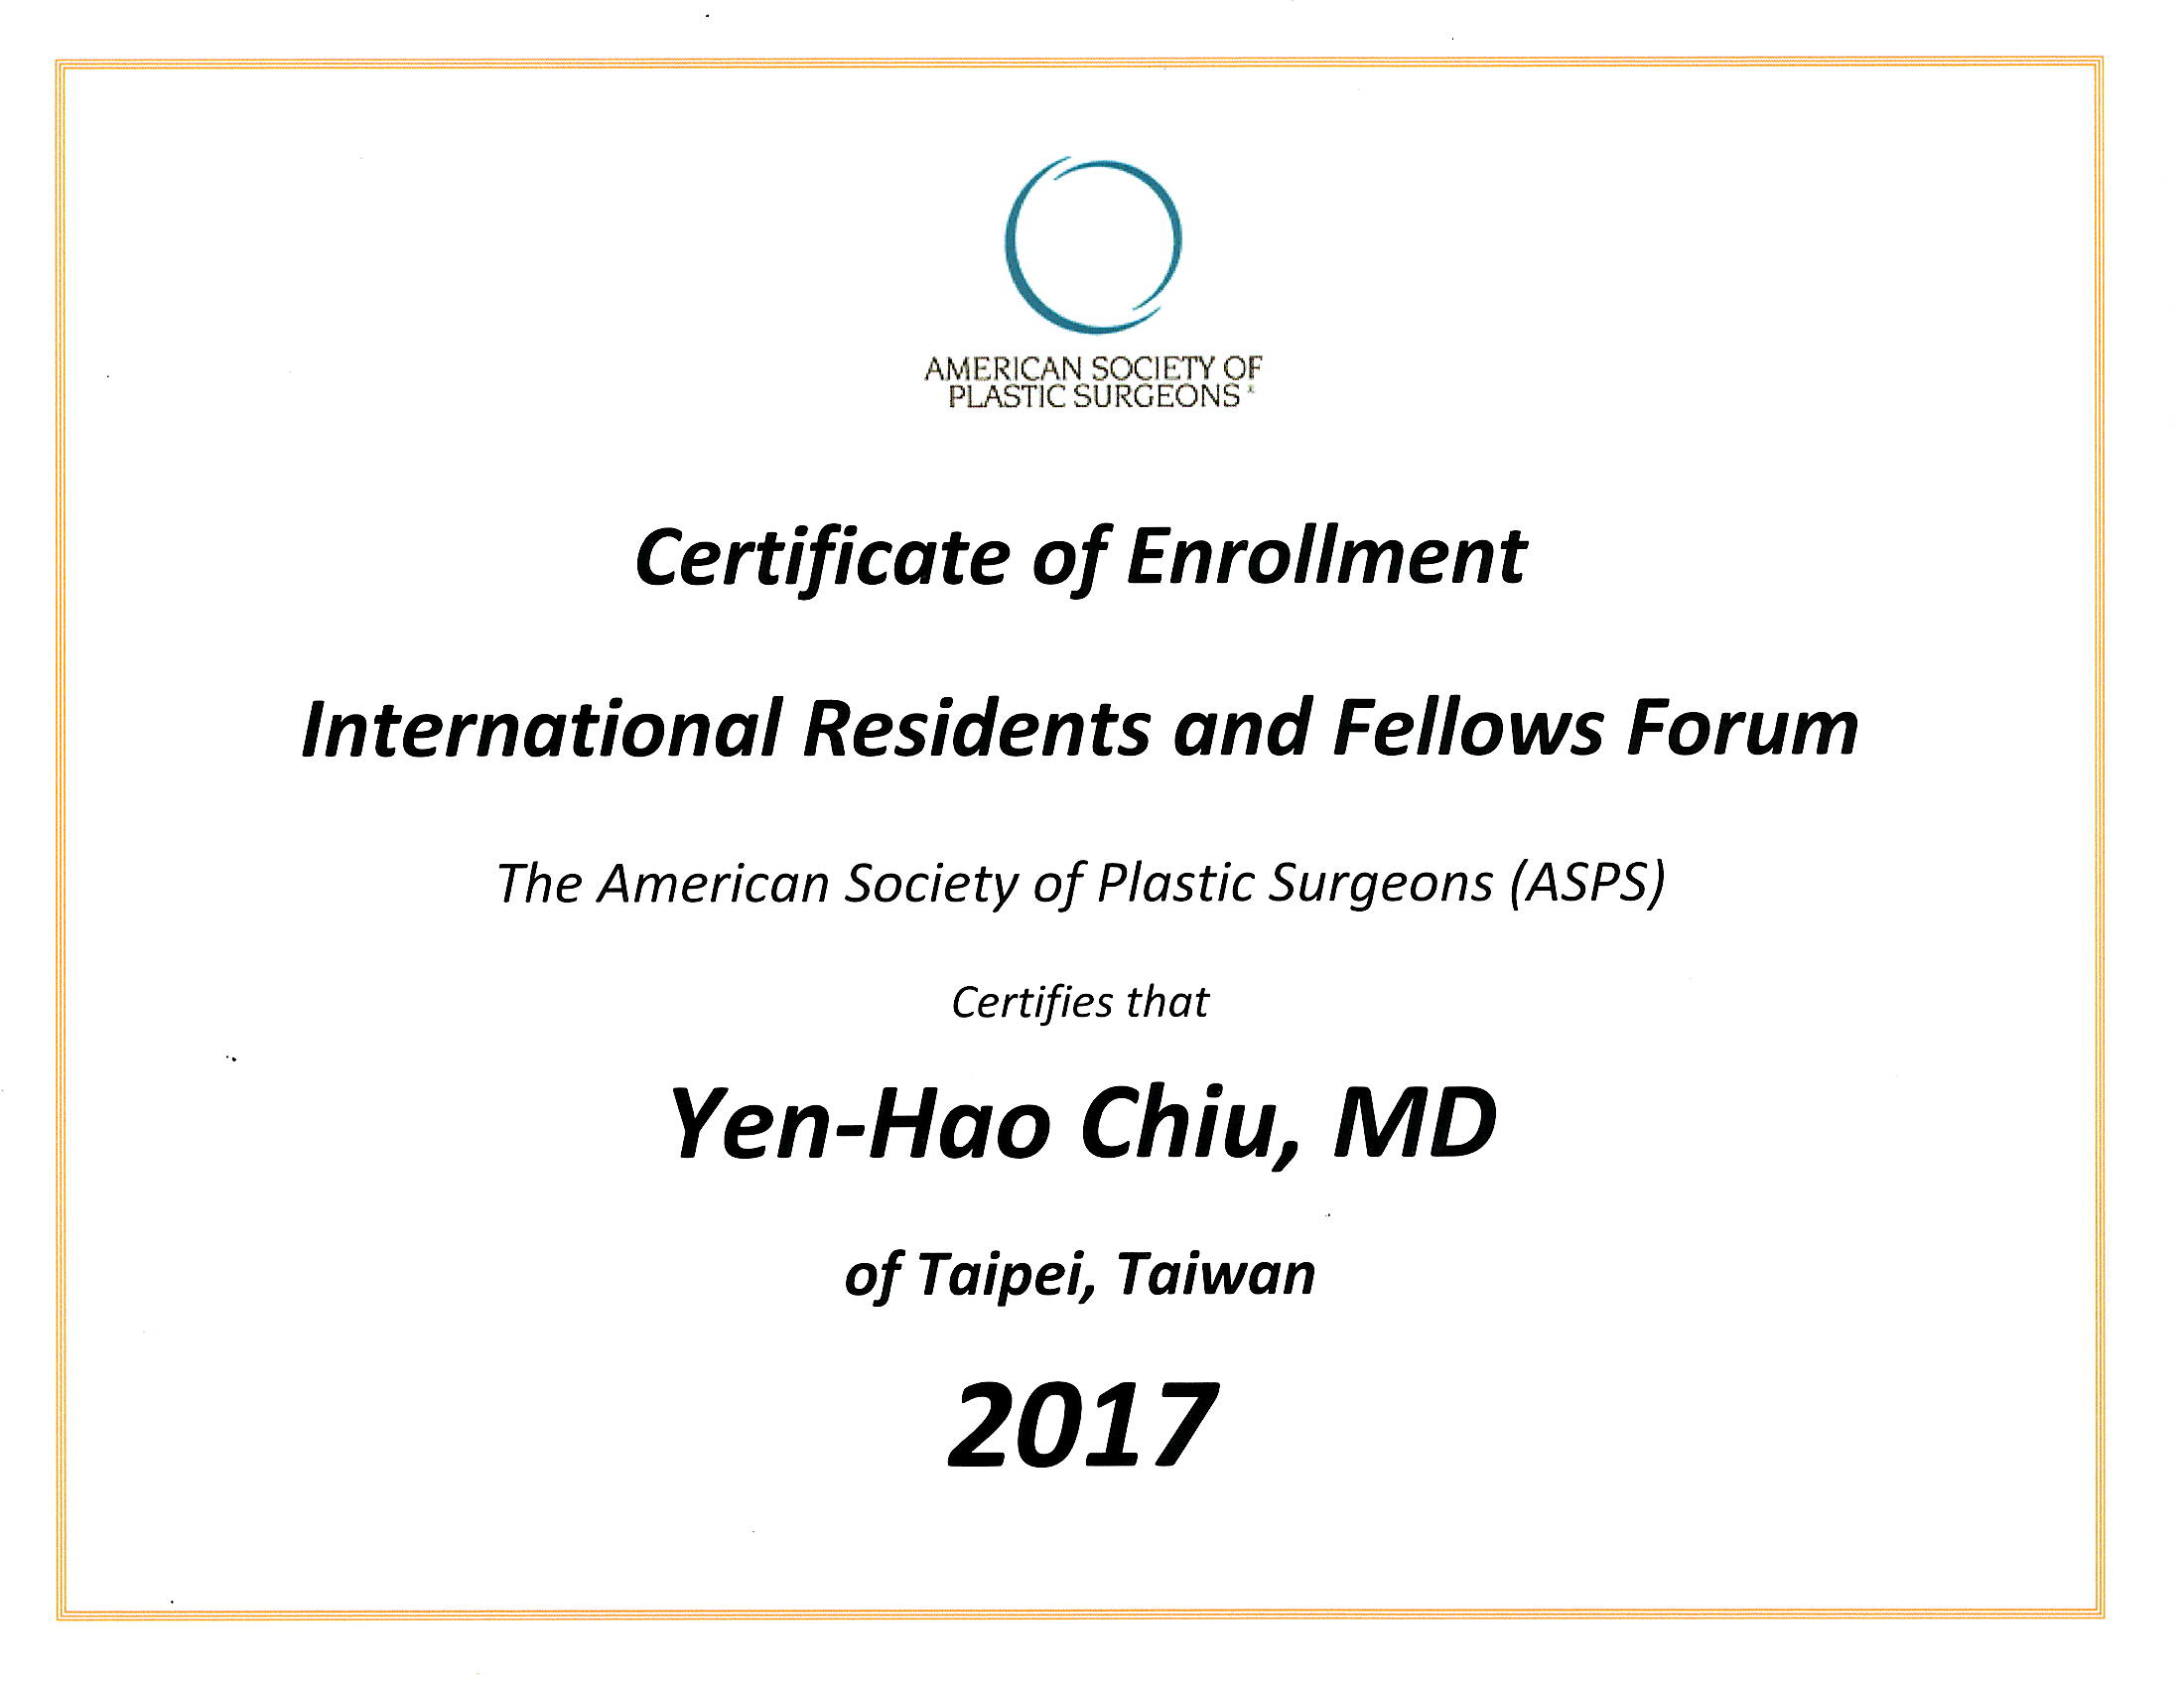 AMERICAN SOCIETY OF
PLASTIC SURGEONS®
Certificate of Enrollment
International Residents and Fellows Forum
The American Society of Plastic Surgeons (ASPS)
Certifies that
Yen-Hao Chiu, MD
of Taipei, Taiwan
2017